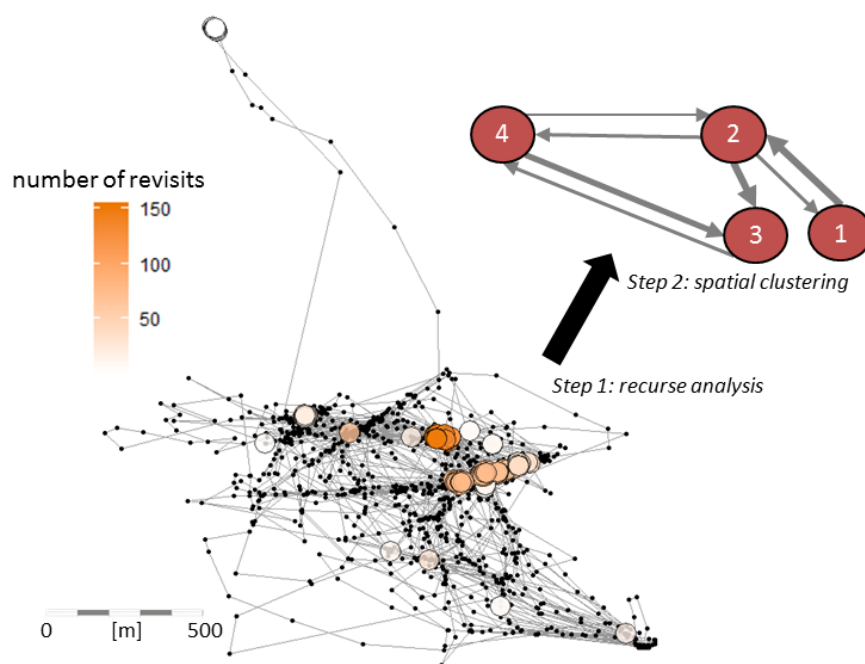 4
2
3
1
number of revisits
150
100
50
Step 2: spatial clustering
Step 1: recurse analysis
0 [m] 500